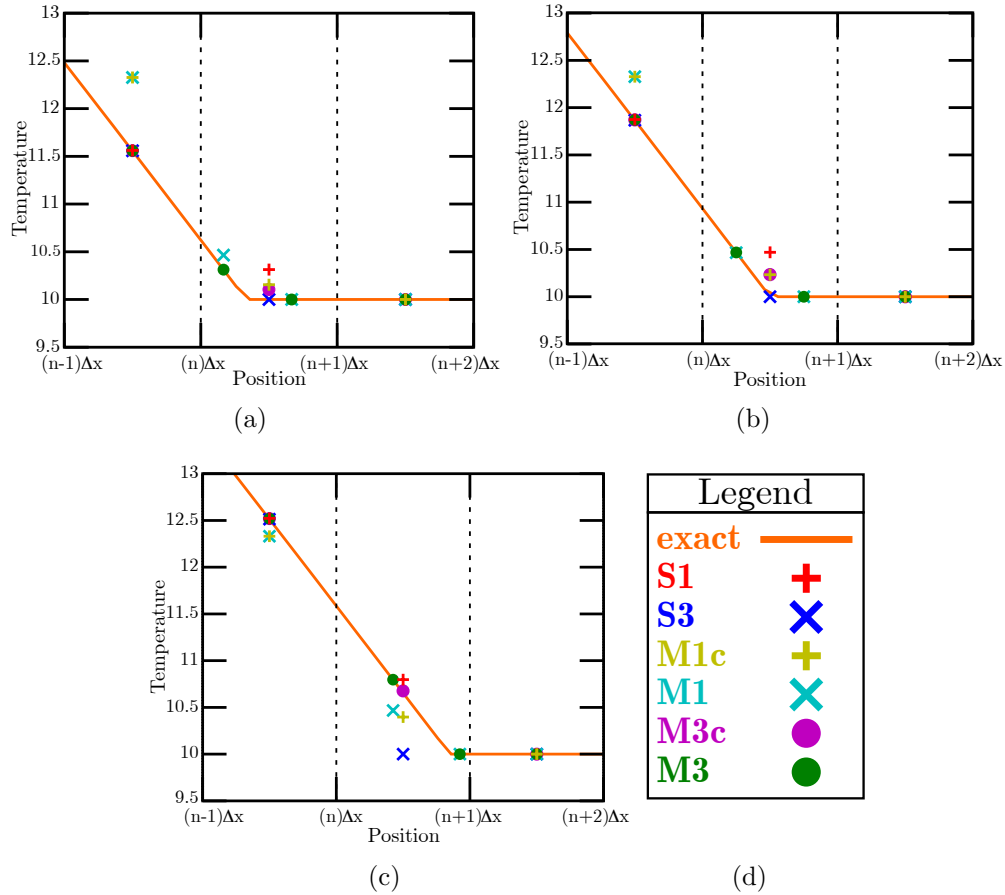 13
12.5
12
11.5
11
10.5
10
9.5
Temperature
(n-1)Δx
(n)Δx
(n+1)Δx
(n+2)Δx
Position
(a)
13
12.5
12
11.5
11
10.5
10
9.5
Temperature
(n-1)Δx
(n)Δx
(n+1)Δx
(n+2)Δx
Position
(b)
13
12.5
12
11.5
11
10.5
10
9.5
Temperature
(n-1)Δx
(n)Δx
(n+1)Δx
(n+2)Δx
Position
(c)
Legend
exact
S1
S3
M1c
M1
M3c
M3
(d)